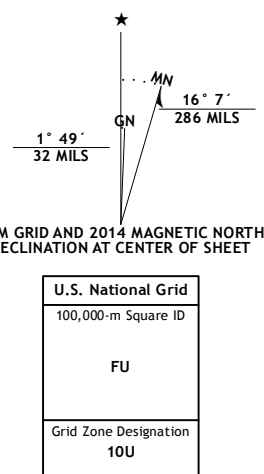 ★
MN
GN
16° 7´
286 MILS
1° 49´
32 MILS
M GRID AND 2014 MAGNETIC NORTH
ECLINATION AT CENTER OF SHEET
U.S. National Grid
100,000-m Square ID
FU
Grid Zone Designation
10U